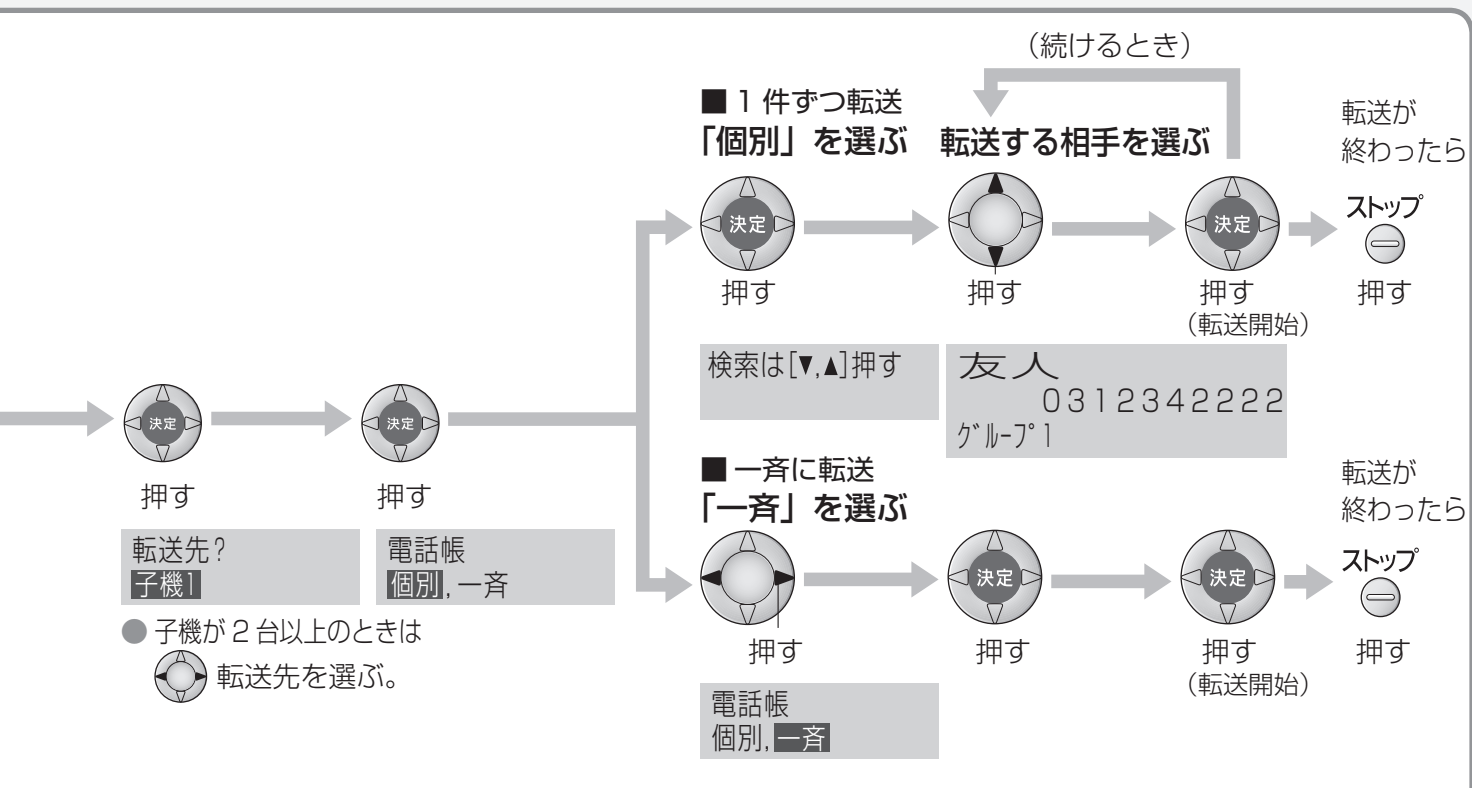 決定
押す
転送先?
子機1
●子機が2台以上のときは
転送先を選ぶ。
決定
押す
電話帳
個別,一斉
(続けるとき)
■1件ずつ転送
「個別」を選ぶ
転送する相手を選ぶ
転送が
終わったら
決定
押す
押す
決定
押す
(転送開始)
ストップ
押す
検索は[▼,▲]押す
友人
0312342222
グループ1
■一斉に転送
「一斉」を選ぶ
転送が
終わったら
押す
決定
押す
決定
押す
(転送開始)
ストップ
押す
電話帳
個別,一斉